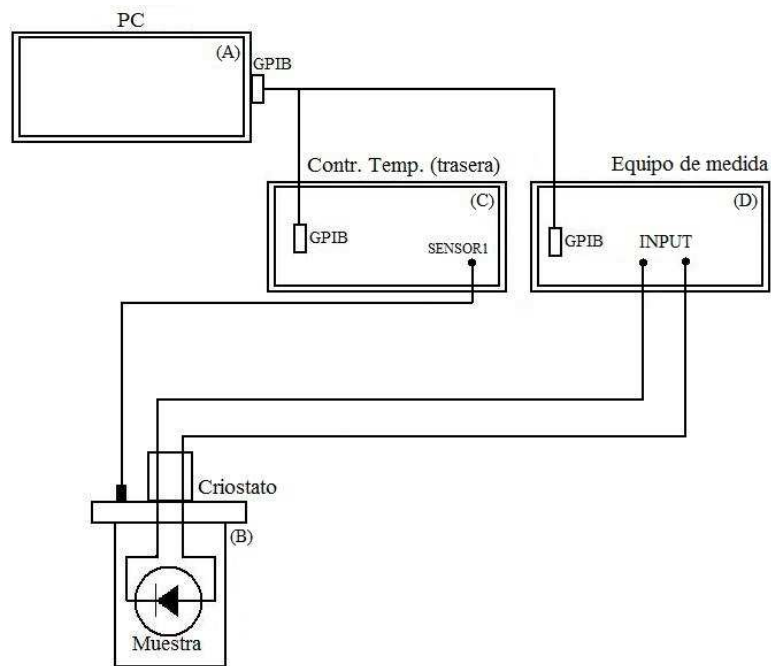 PC
(A)
GPIB
Contr. Temp. (trasera)
Equipo de medida
(C)
(D)
GPIB
SENSOR1
GPIB
INPUT
Criostato
(B)
Muestra